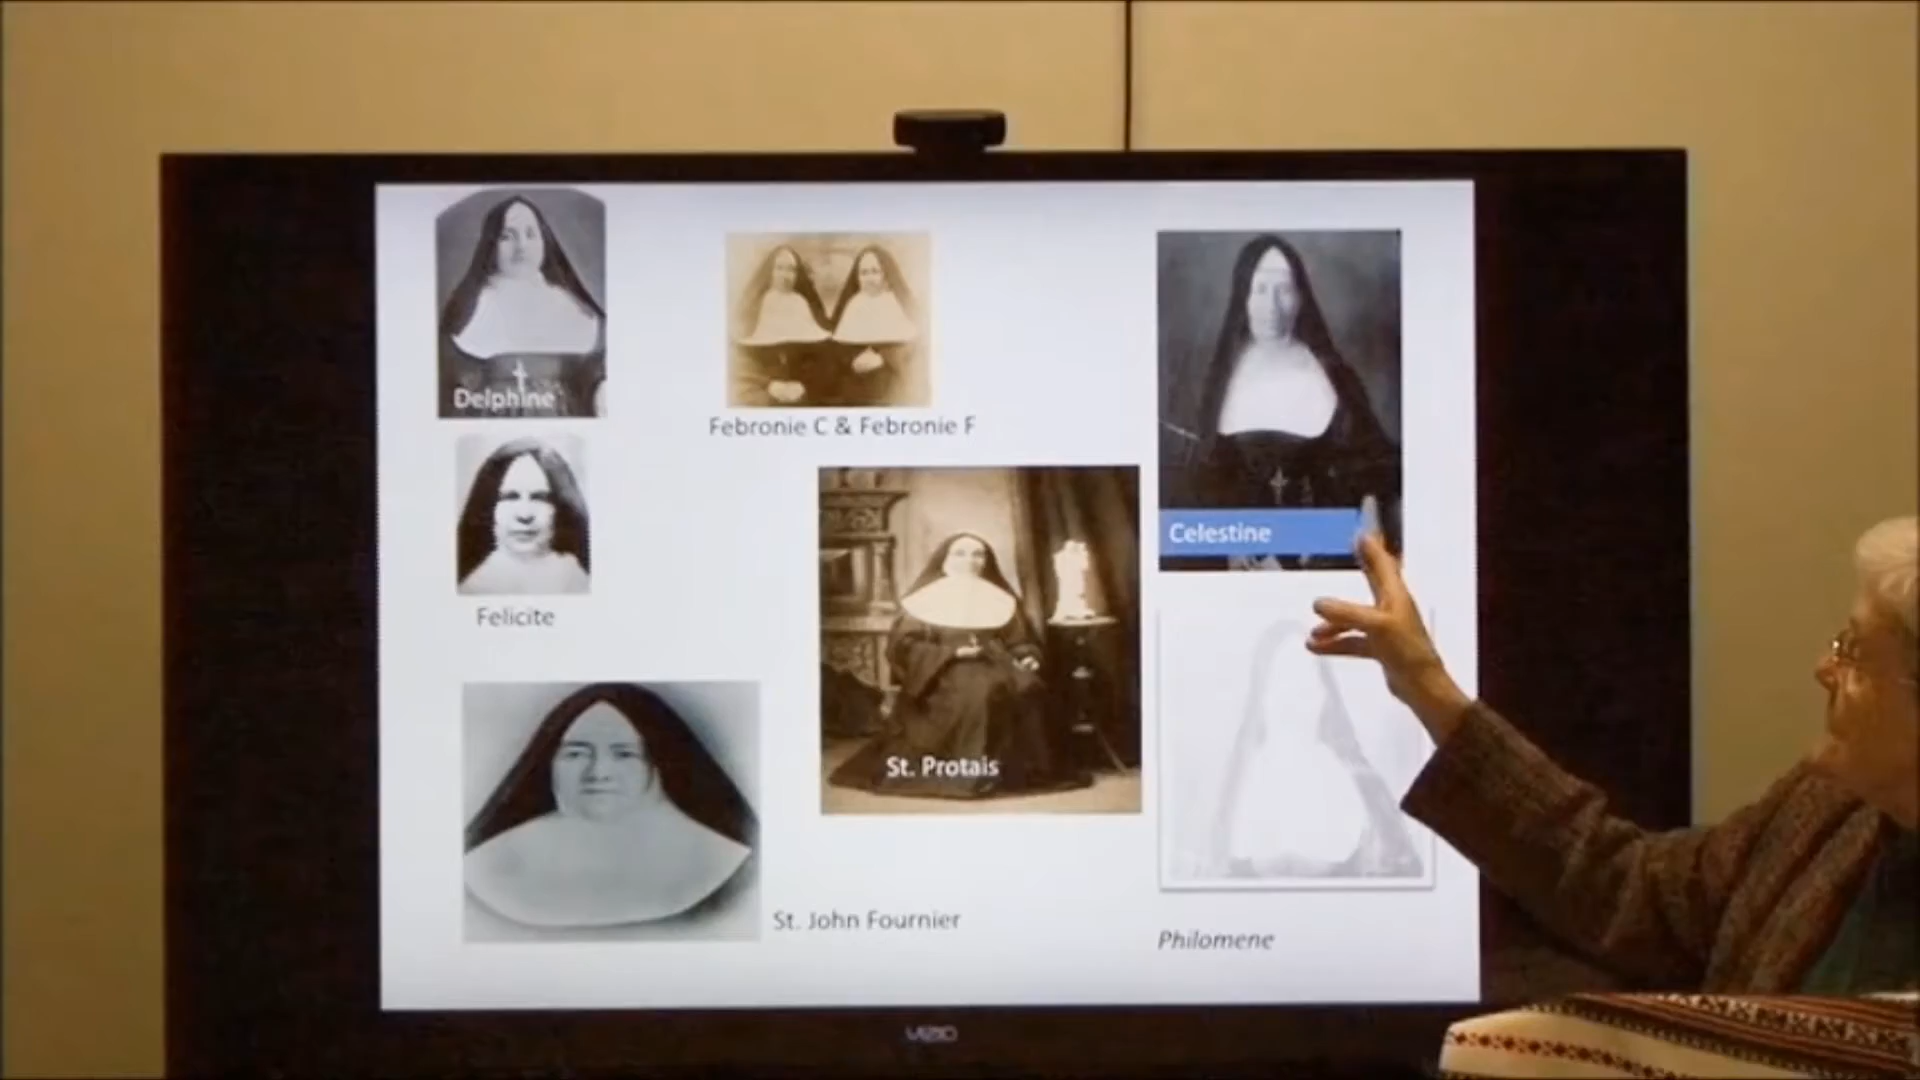 Delphine
Febronie C & Febronie F
Celestine
Felicite
St. Protais
St. John Fournier
Philomene
VIZIO